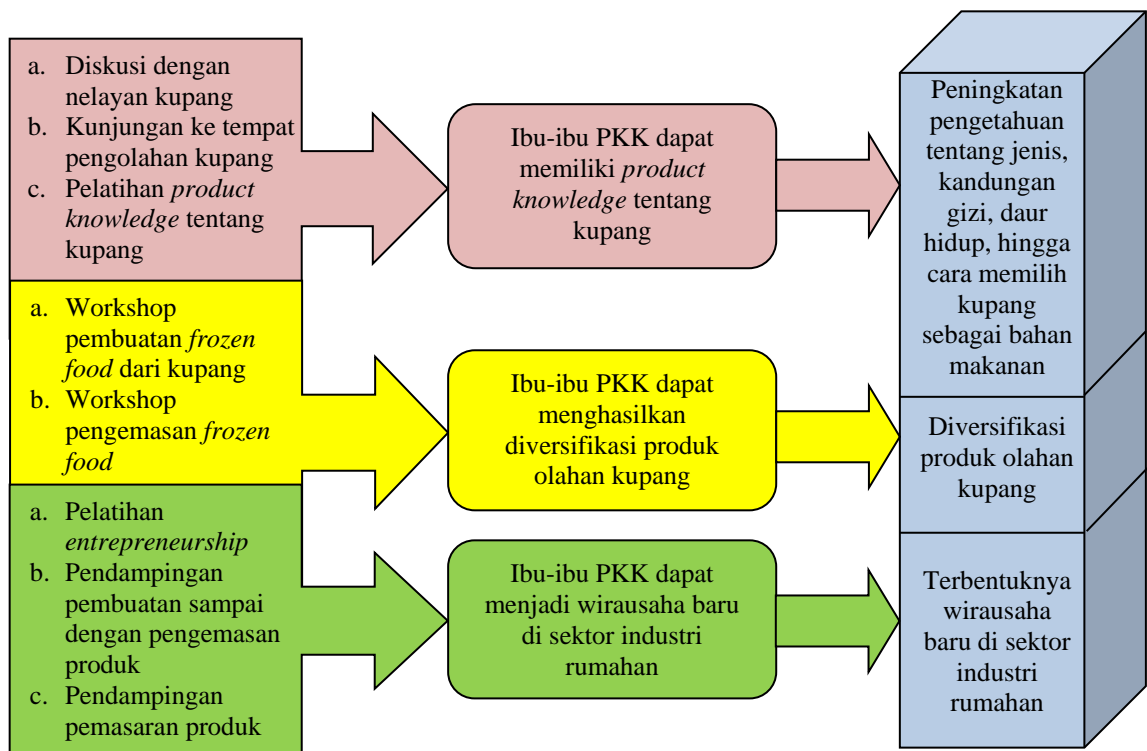 a. Diskusi dengan
nelayan kupang
b. Kunjungan ke tempat
pengolahan kupang
c. Pelatihan product
knowledge tentang
kupang
Ibu-ibu PKK dapat
memiliki product
knowledge tentang
kupang
Peningkatan
pengetahuan
tentang jenis,
kandungan
gizi, daur
hidup, hingga
cara memilih
kupang
sebagai bahan
makanan
a. Workshop
pembuatan frozen
food dari kupang
b. Workshop
pengemasan frozen
food
Ibu-ibu PKK dapat
menghasilkan
diversifikasi produk
olahan kupang
Diversifikasi
produk olahan
kupang
a. Pelatihan
entrepreneurship
b. Pendampingan
pembuatan sampai
dengan pengemasan
produk
c. Pendampingan
pemasaran produk
Ibu-ibu PKK dapat
menjadi wirausaha baru
di sektor industri
rumahan
Terbentuknya
wirausaha
baru di sektor
industri
rumahan